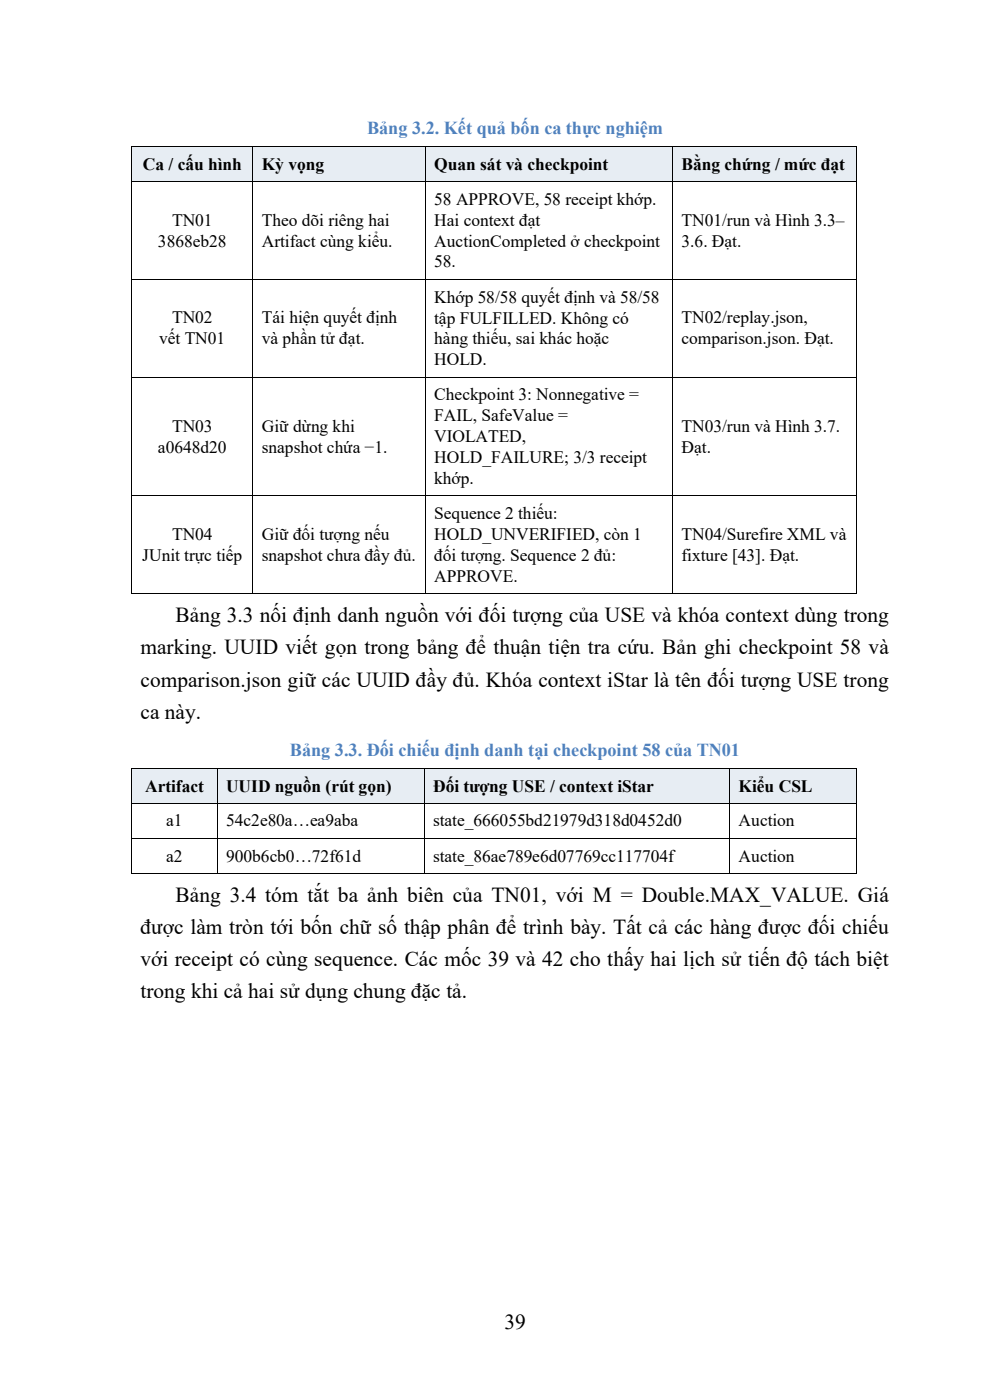 Bảng 3.2. Kết quả bốn ca thực nghiệm
Ca / cấu hình
Kỳ vọng
Quan sát và checkpoint
Bằng chứng / mức đạt
TN01
3868eb28
Theo dõi riêng hai
Artifact cùng kiểu.
58 APPROVE, 58 receipt khớp.
Hai context đạt
AuctionCompleted ở checkpoint
58.
TN01/run và Hình 3.3–
3.6. Đạt.
TN02
vết TN01
Tái hiện quyết định
và phần tử đạt.
Khớp 58/58 quyết định và 58/58
tập FULFILLED. Không có
hàng thiếu, sai khác hoặc
HOLD.
TN02/replay.json,
comparison.json. Đạt.
TN03
a0648d20
Giữ dừng khi
snapshot chứa −1.
Checkpoint 3: Nonnegative =
FAIL, SafeValue =
VIOLATED,
HOLD_FAILURE; 3/3 receipt
khớp.
TN03/run và Hình 3.7.
Đạt.
TN04
JUnit trực tiếp
Giữ đối tượng nếu
snapshot chưa đầy đủ.
Sequence 2 thiếu:
HOLD_UNVERIFIED, còn 1
đối tượng. Sequence 2 đủ:
APPROVE.
TN04/Surefire XML và
fixture [43]. Đạt.
Bảng 3.3 nối định danh nguồn với đối tượng của USE và khóa context dùng trong
marking. UUID viết gọn trong bảng để thuận tiện tra cứu. Bản ghi checkpoint 58 và
comparison.json giữ các UUID đầy đủ. Khóa context iStar là tên đối tượng USE trong
ca này.
Bảng 3.3. Đối chiếu định danh tại checkpoint 58 của TN01
Artifact
UUID nguồn (rút gọn)
Đối tượng USE / context iStar
Kiểu CSL
a1
54c2e80a…ea9aba
state_666055bd21979d318d0452d0
Auction
a2
900b6cb0…72f61d
state_86ae789e6d07769cc117704f
Auction
Bảng 3.4 tóm tắt ba ảnh biên của TN01, với M = Double.MAX_VALUE. Giá
được làm tròn tới bốn chữ số thập phân để trình bày. Tất cả các hàng được đối chiếu
với receipt có cùng sequence. Các mốc 39 và 42 cho thấy hai lịch sử tiến độ tách biệt
trong khi cả hai sử dụng chung đặc tả.
39